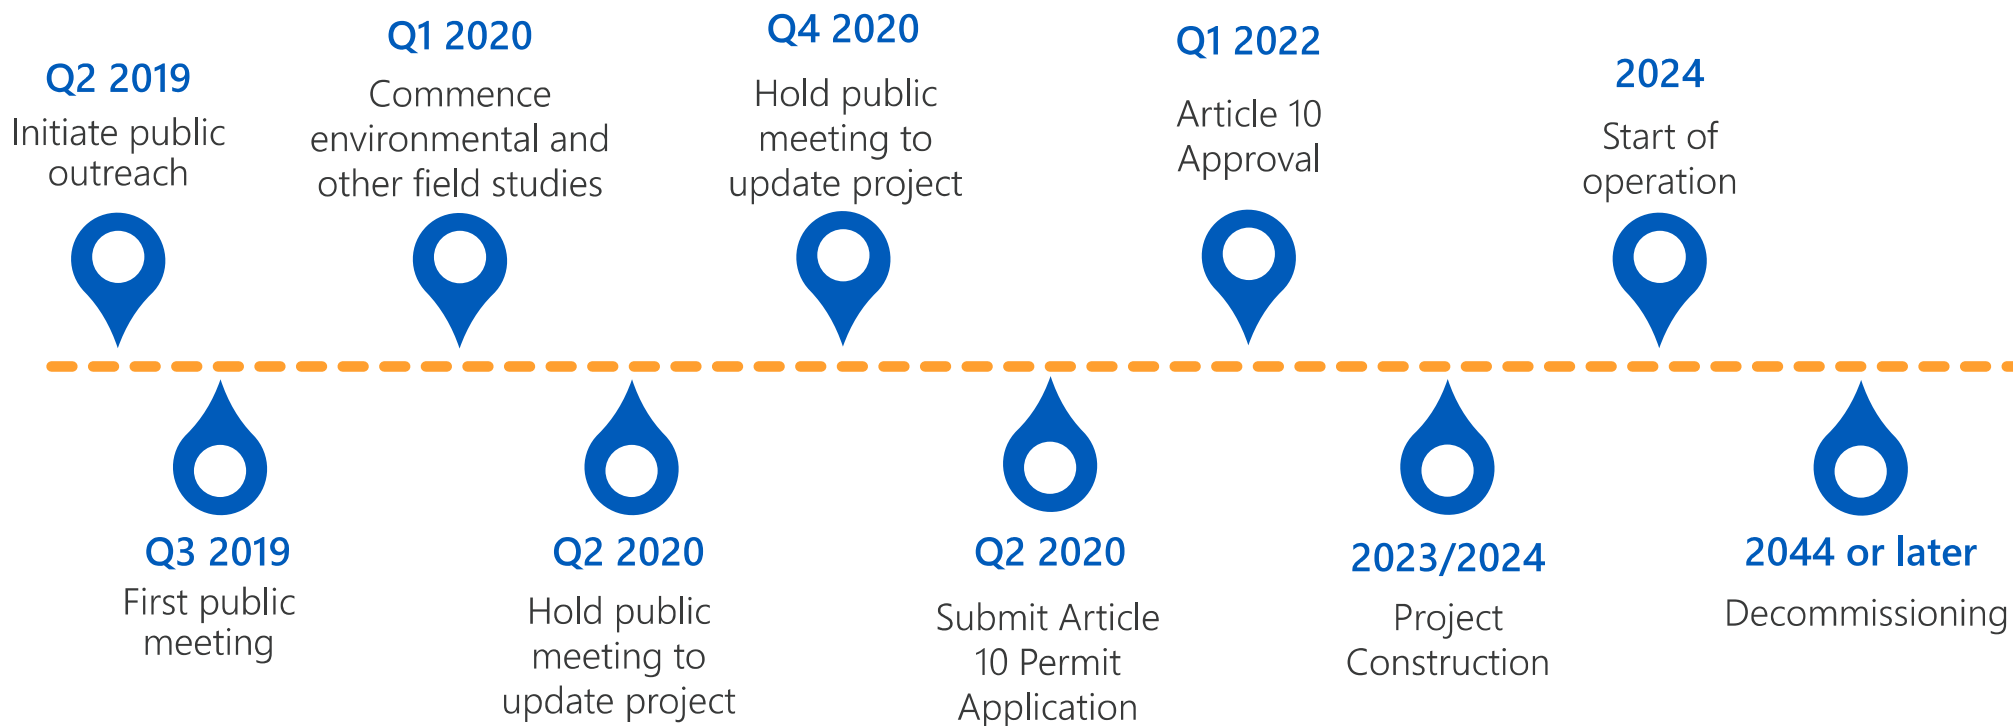 Q2 2019
Initiate public
outreach
Q3 2019
First public
meeting
Q1 2020
Commence
environmental and
other field studies
Q2 2020
Hold public
meeting to
update project
Q4 2020
Hold public
meeting to
update project
Q2 2020
Submit Article
10 Permit
Application
Q1 2022
Article 10
Approval
2023/2024
Project
Construction
2024
Start of
operation
2044 or later
Decommissioning